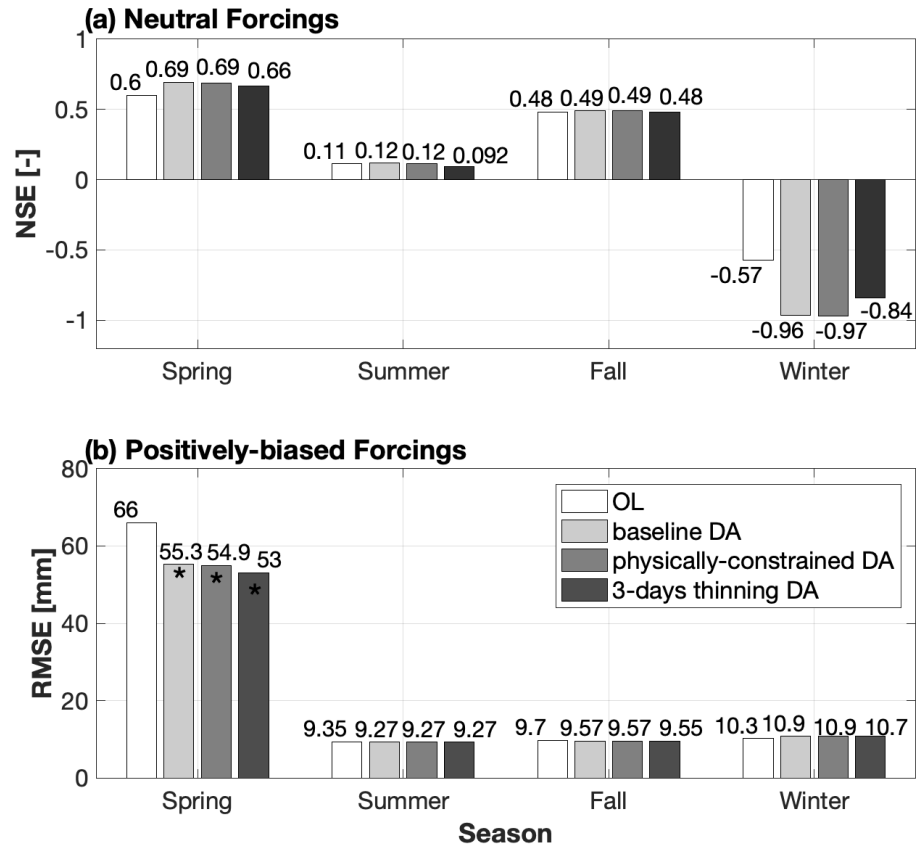 (a) Neutral Forcings
NSE [-]
1
0.5
0
-0.5
-1
0.6 0.69 0.69 0.66
0.11 0.12 0.12 0.092
0.48 0.49 0.49 0.48
-0.57 -0.96 -0.97 -0.84
Spring Summer Fall Winter
(b) Positively-biased Forcings
RMSE [mm]
80
60
40
20
0
66 55.3 54.9 53
* * *
9.35 9.27 9.27 9.27
9.7 9.57 9.57 9.55
10.3 10.9 10.9 10.7
OL
baseline DA
physically-constrained DA
3-days thinning DA
Spring Summer Fall Winter
Season